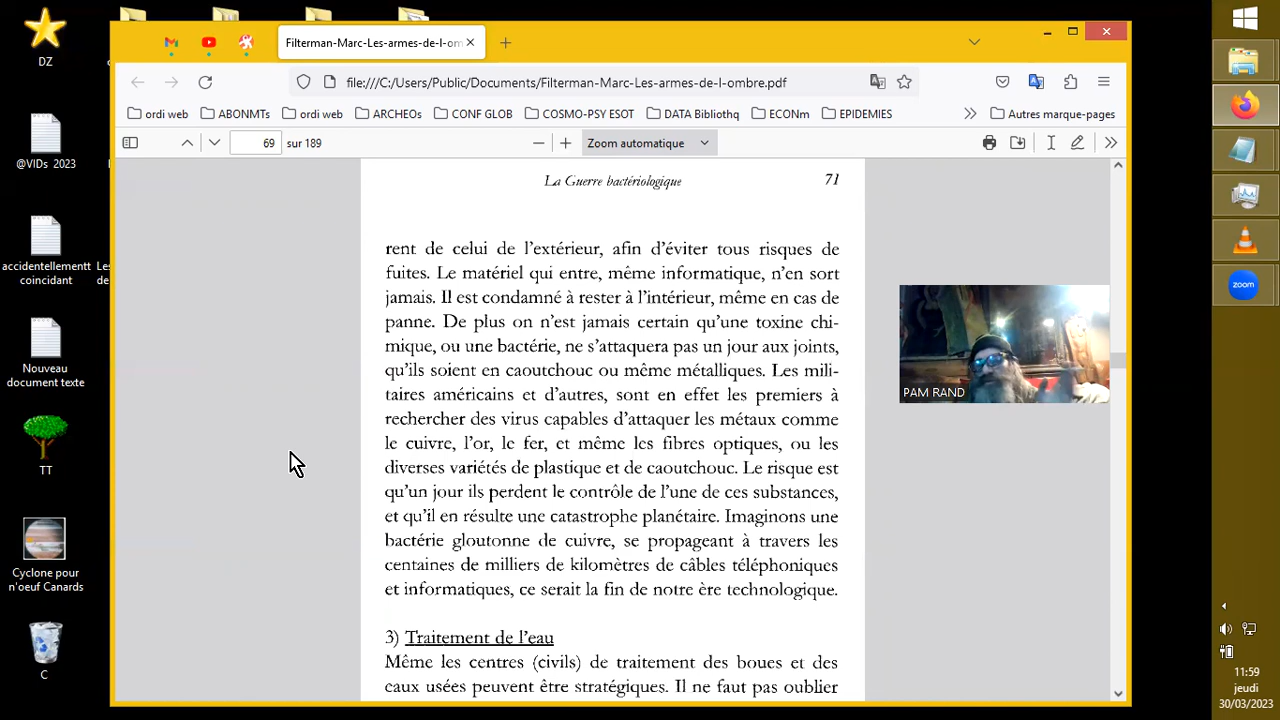 DZ
@VIDs 2023
accidentellementt
coincidant
Nouveau
document texte
TT
Cyclone pour
n'oeuf Canards
C
Les
de
Filterman-Marc-Les-armes-de-l-om
file:///C:/Users/Public/Documents/Filterman-Marc-Les-armes-de-l-ombre.pdf
ordi web
ABONMTs
ordi web
ARCHEOs
CONF GLOB
COSMO-PSY ESOT
DATA Bibliothq
ECONm
EPIDEMIES
Autres marque-pages
69 sur 189
Zoom automatique
La Guerre bactériologique 71
rent de celui de l'extérieur, afin d'éviter tous risques de
fuites. Le matériel qui entre, même informatique, n'en sort
jamais. Il est condamné à rester à l'intérieur, même en cas de
panne. De plus on n'est jamais certain qu'une toxine chi-
mique, ou une bactérie, ne s'attaquera pas un jour aux joints,
qu'ils soient en caoutchouc ou même métalliques. Les mili-
taires américains et d'autres, sont en effet les premiers à
rechercher des virus capables d'attaquer les métaux comme
le cuivre, l'or, le fer, et même les fibres optiques, ou les
diverses variétés de plastique et de caoutchouc. Le risque est
qu'un jour ils perdent le contrôle de l'une de ces substances,
et qu'il en résulte une catastrophe planétaire. Imaginons une
bactérie gloutonne de cuivre, se propageant à travers les
centaines de milliers de kilomètres de câbles téléphoniques
et informatiques, ce serait la fin de notre ère technologique.
3) Traitement de l'eau
Même les centres (civils) de traitement des boues et des
eaux usées peuvent être stratégiques. Il ne faut pas oublier
PAM RAND
zoom
11:59
jeudi
30/03/2023